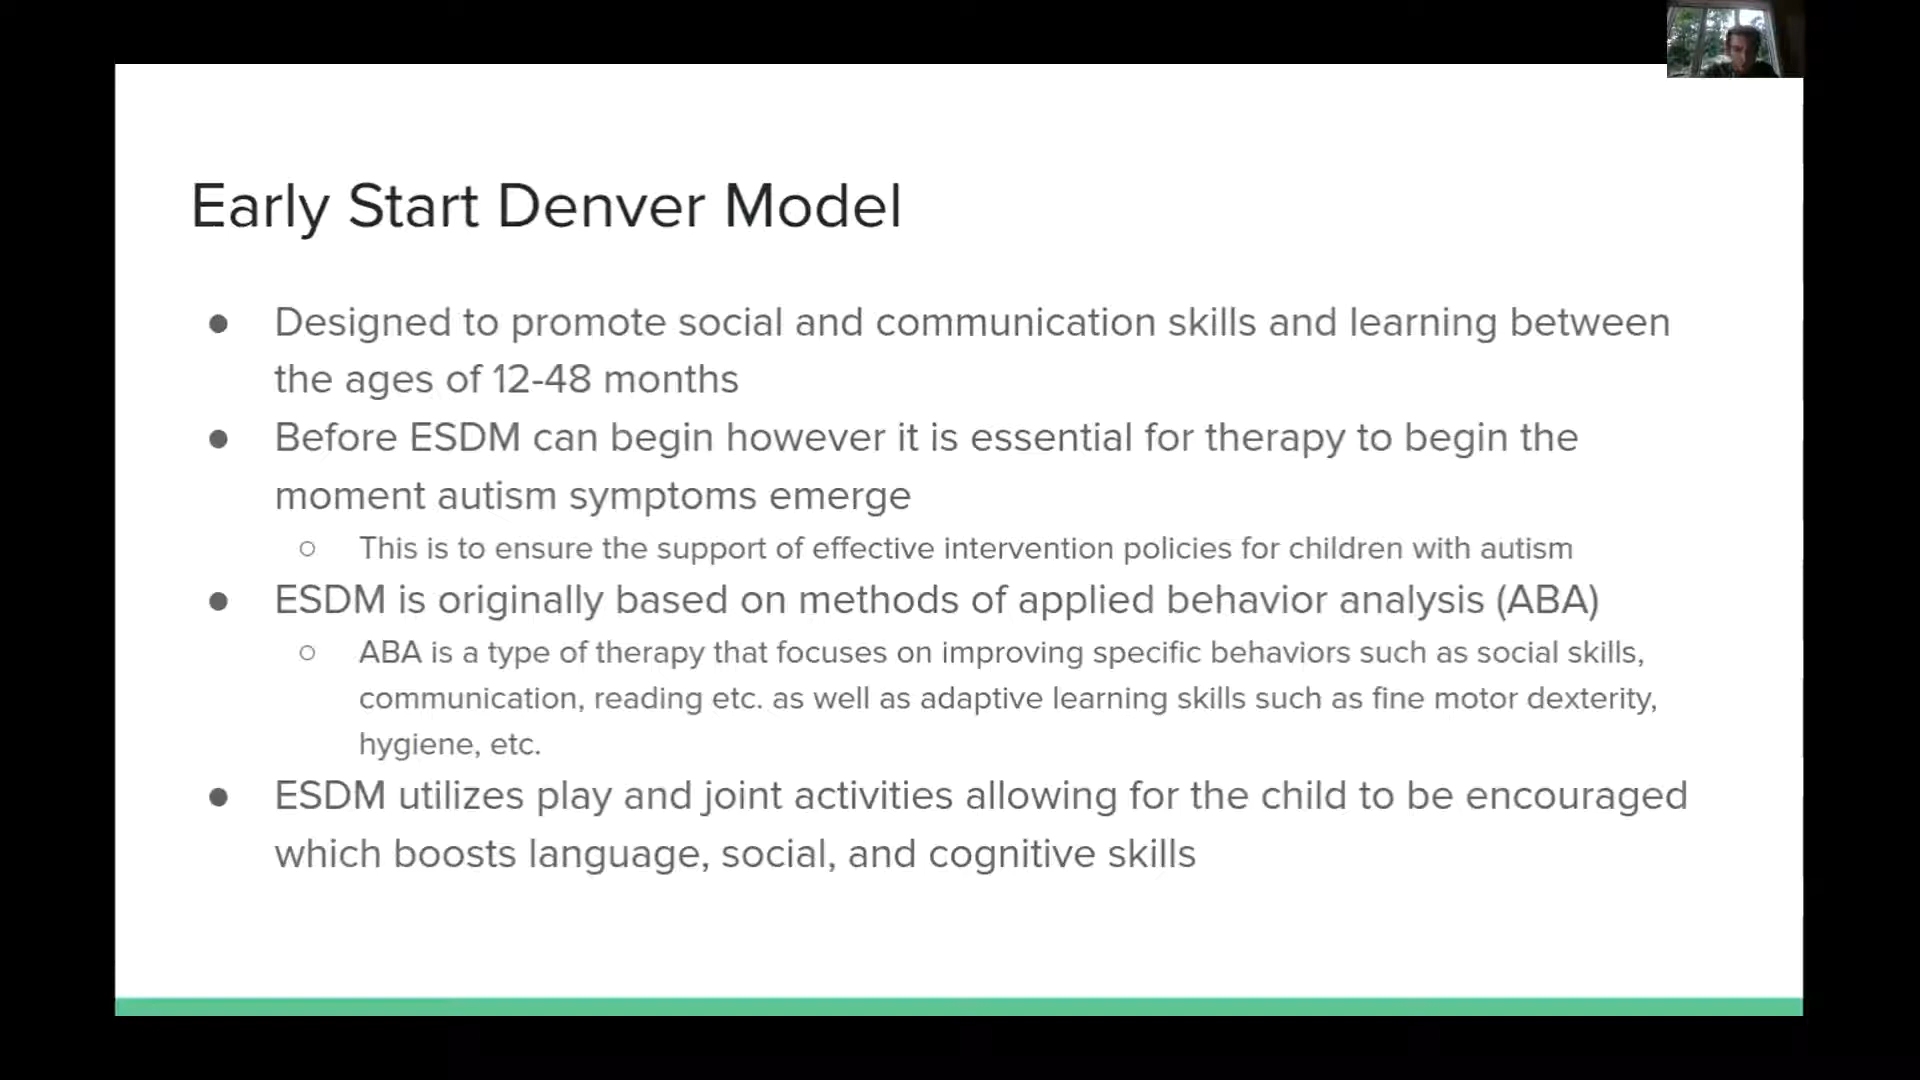 Early Start Denver Model
● Designed to promote social and communication skills and learning between
the ages of 12-48 months
● Before ESDM can begin however it is essential for therapy to begin the
moment autism symptoms emerge
○ This is to ensure the support of effective intervention policies for children with autism
● ESDM is originally based on methods of applied behavior analysis (ABA)
○ ABA is a type of therapy that focuses on improving specific behaviors such as social skills,
communication, reading etc. as well as adaptive learning skills such as fine motor dexterity,
hygiene, etc.
● ESDM utilizes play and joint activities allowing for the child to be encouraged
which boosts language, social, and cognitive skills